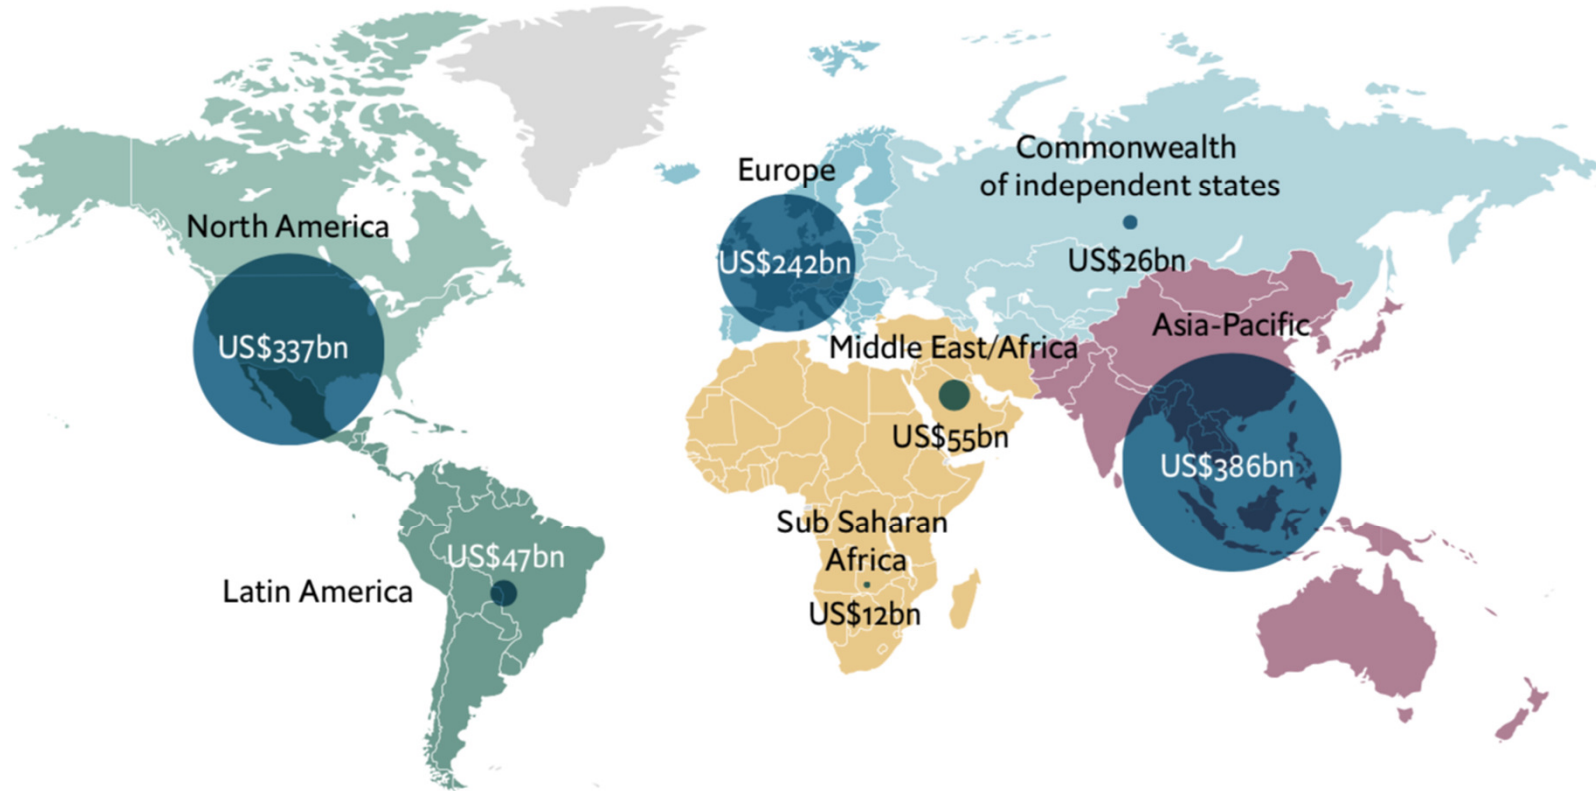 North America
US$337bn
Latin America
US$47bn
Europe
US$242bn
Commonwealth
of independent states
US$26bn
Middle East/Africa
US$55bn
Sub Saharan
Africa
US$12bn
Asia-Pacific
US$386bn